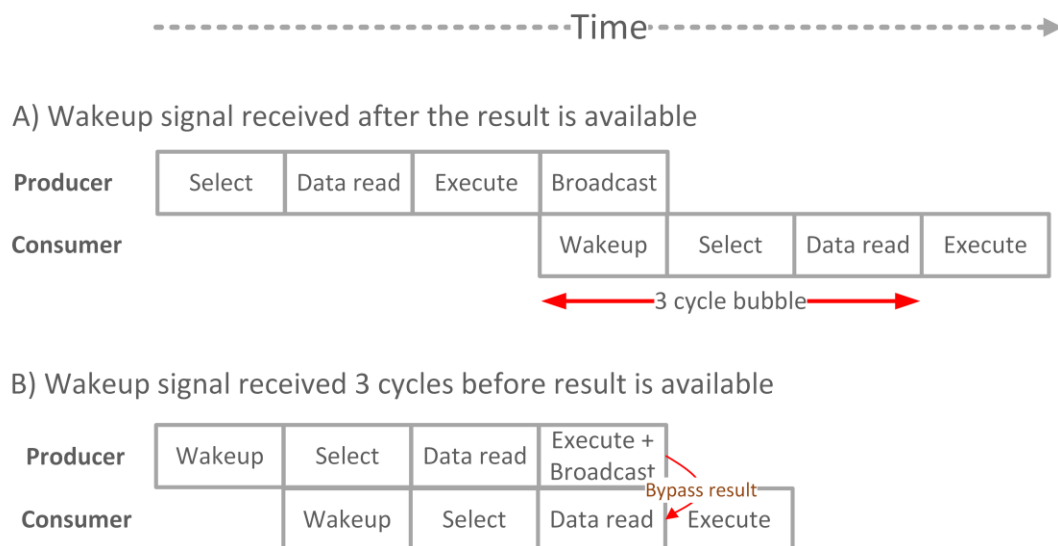 Time
A) Wakeup signal received after the result is available
Producer Select Data read Execute Broadcast
Consumer Wakeup Select Data read Execute
3 cycle bubble
B) Wakeup signal received 3 cycles before result is available
Producer Wakeup Select Data read Execute +
Broadcast
Bypass result
Consumer Wakeup Select Data read Execute